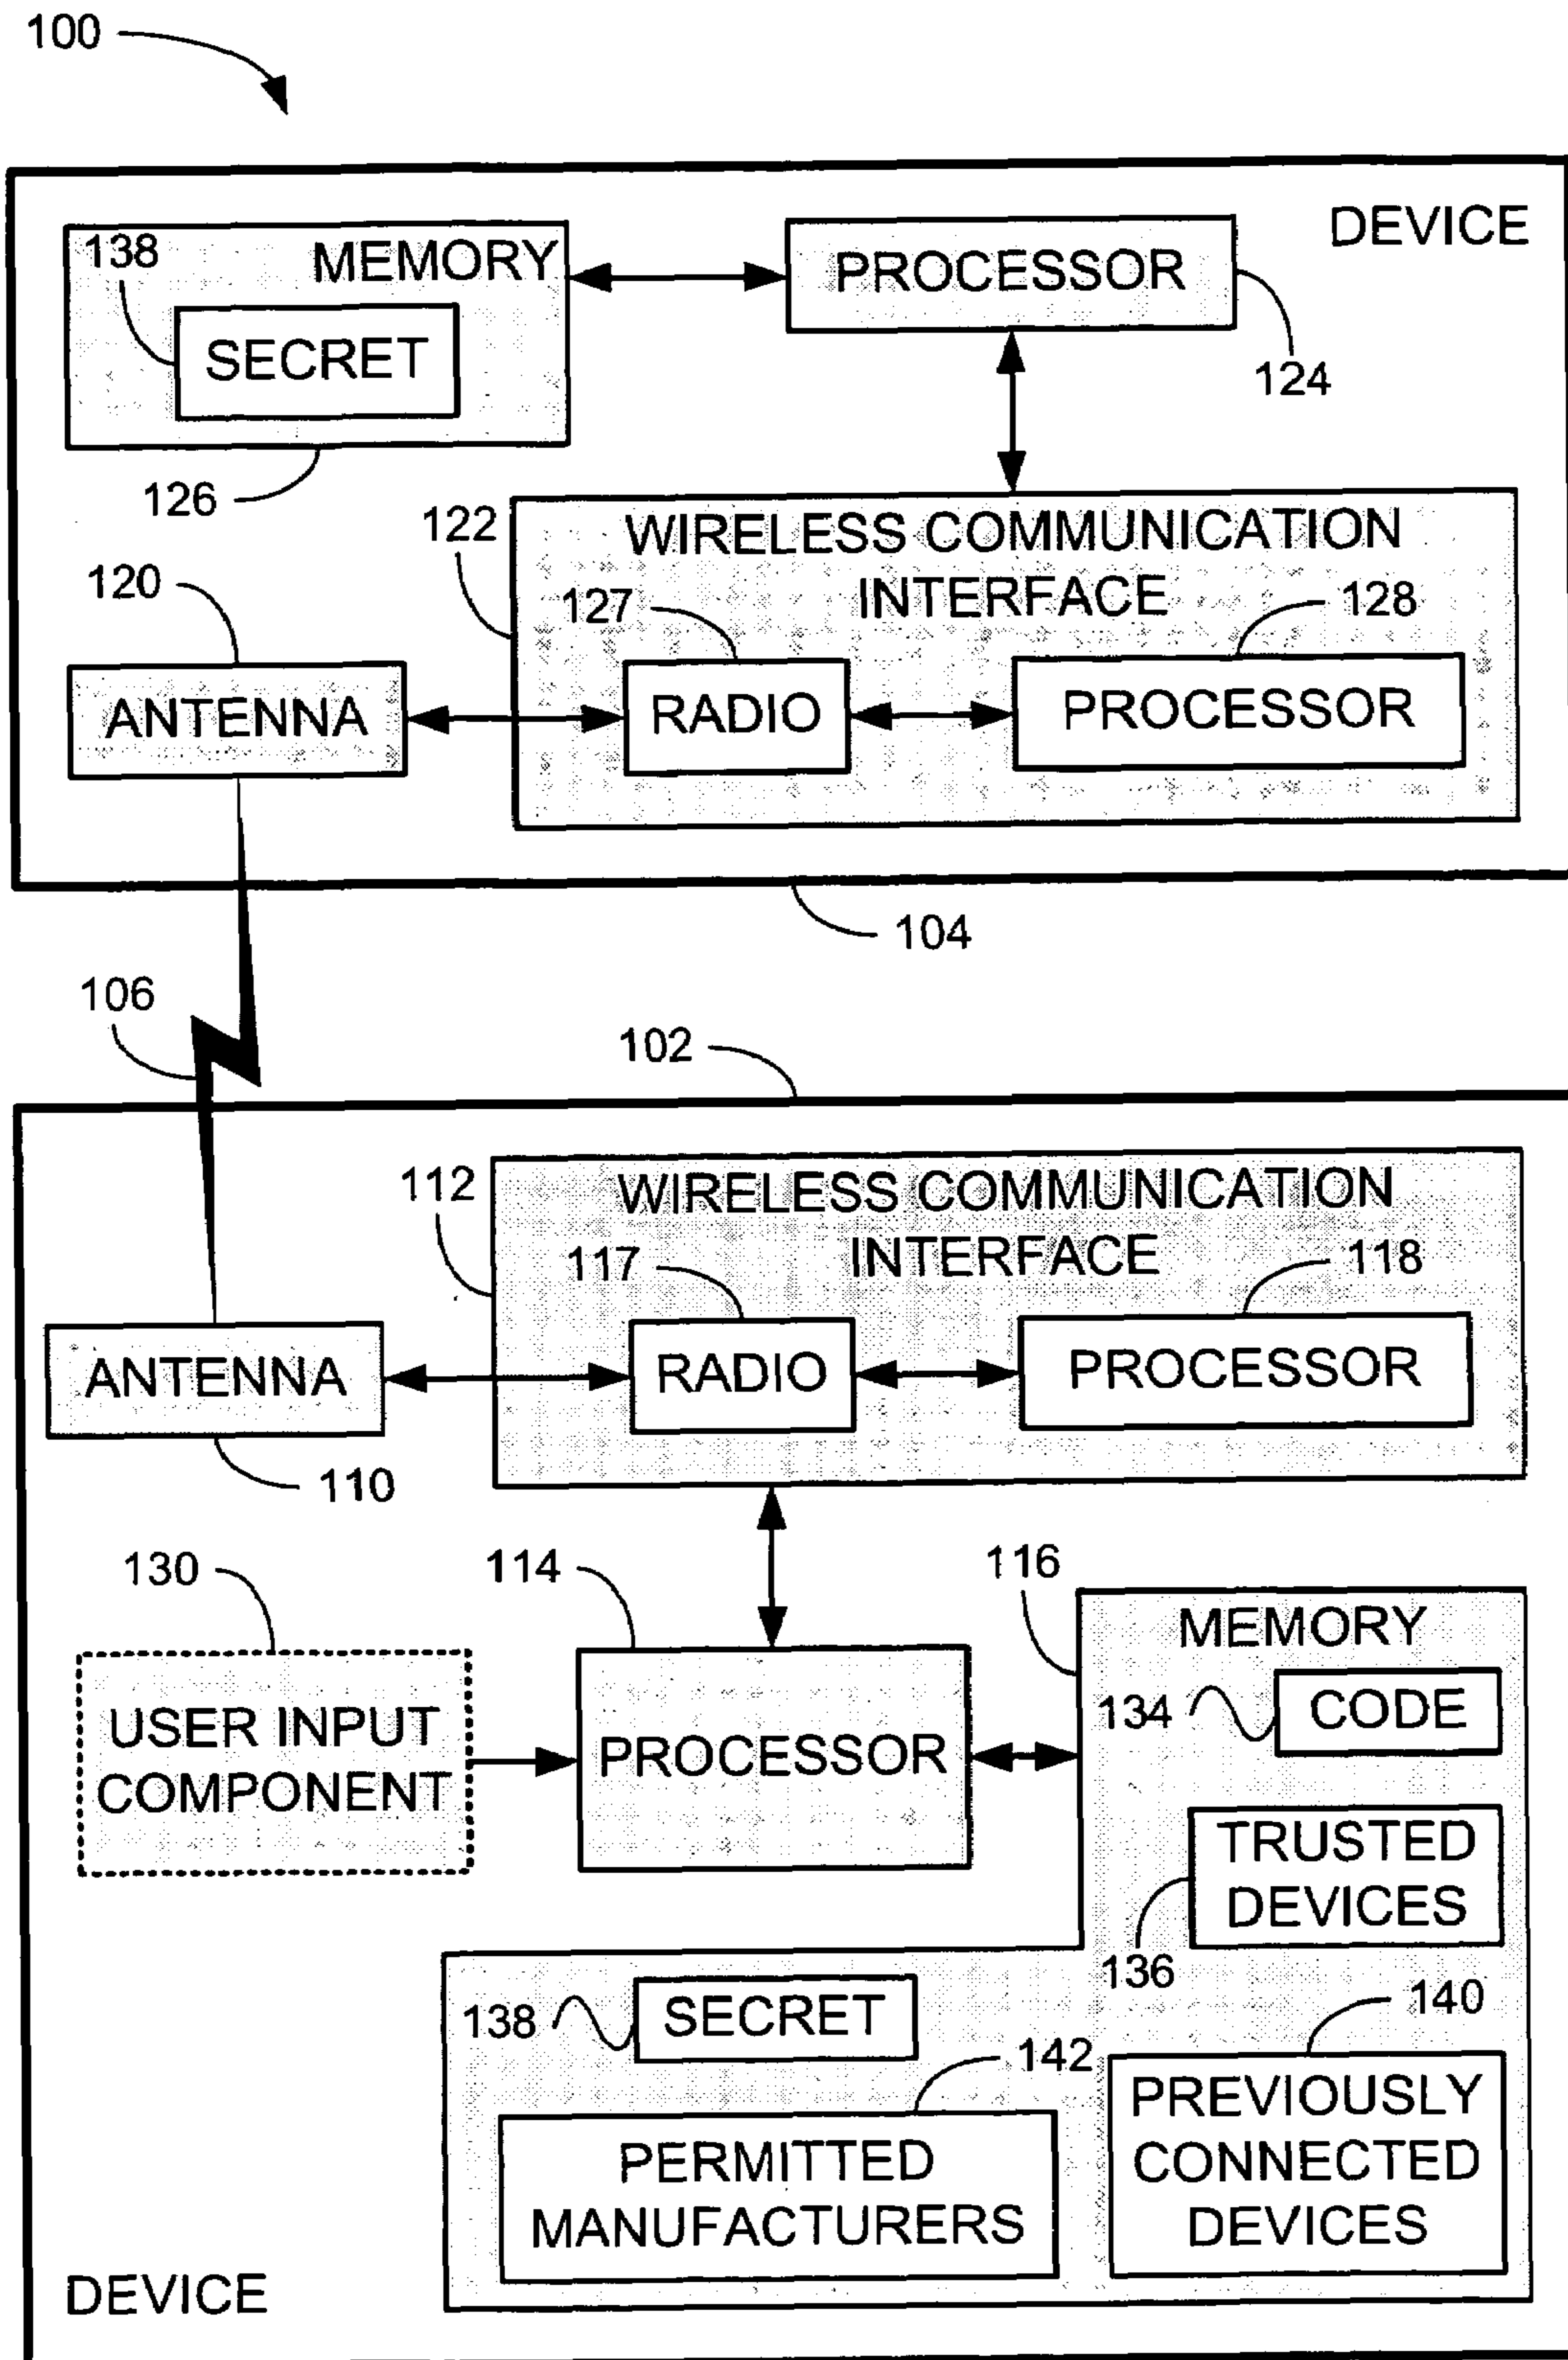 100
DEVICE
138
MEMORY
PROCESSOR
SECRET
124
126
122
WIRELESS COMMUNICATION
INTERFACE
120
127
128
ANTENNA
RADIO
PROCESSOR
104
106
102
112
WIRELESS COMMUNICATION
INTERFACE
117
118
ANTENNA
RADIO
PROCESSOR
110
130
114
116
MEMORY
134
CODE
USER INPUT
COMPONENT
PROCESSOR
TRUSTED
DEVICES
136
138
SECRET
140
142
PREVIOUSLY
CONNECTED
DEVICES
PERMITTED
MANUFACTURERS
DEVICE